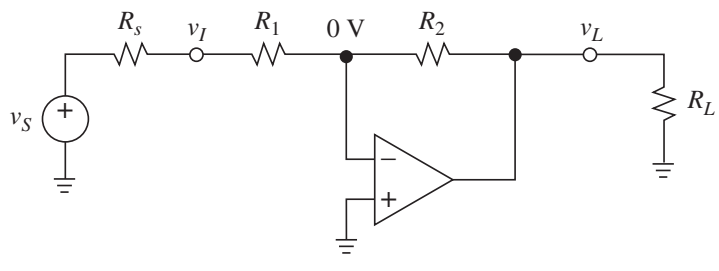 R_s v_I R_1 0 V R_2 v_L
+ v_S R_L
−
+